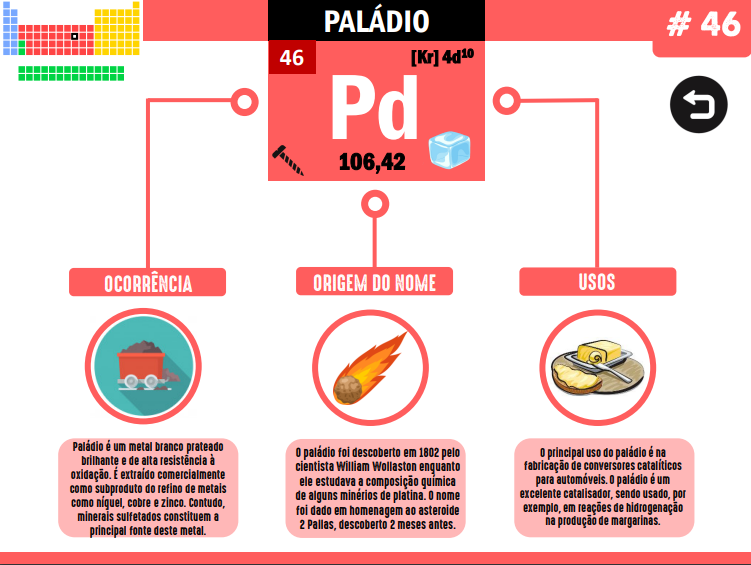 PALÁDIO
# 46
46
[Kr] 4d¹⁰
Pd
106,42
OCORRÊNCIA
ORIGEM DO NOME
USOS
Paládio é um metal branco prateado
brilhante e de alta resistência à
oxidação. É extraído comercialmente
como subproduto do refino de metais
como níquel, cobre e zinco. Contudo,
minerais sulfetados constituem a
principal fonte deste metal.
O paládio foi descoberto em 1802 pelo
cientista William Wollaston enquanto
ele estudava a composição química
de alguns minérios de platina. O nome
foi dado em homenagem ao asteroide
2 Pallas, descoberto 2 meses antes.
O principal uso do paládio é na
fabricação de conversores catalíticos
para automóveis. O paládio é um
excelente catalisador, sendo usado, por
exemplo, em reações de hidrogenação
na produção de margarinas.